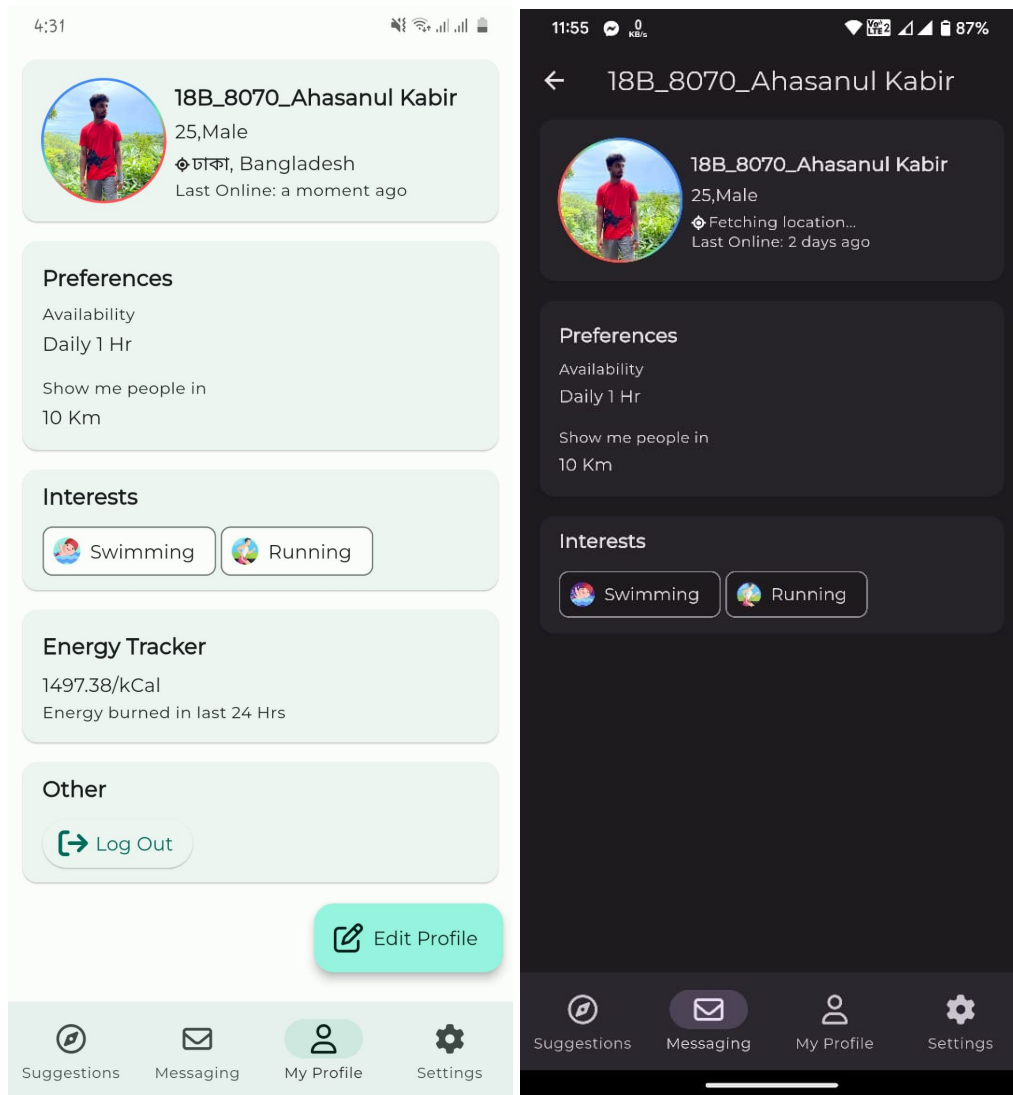 4:31
18B_8070_Ahasanul Kabir
25,Male
ঢাকা, Bangladesh
Last Online: a moment ago
Preferences
Availability
Daily 1 Hr
Show me people in
10 Km
Interests
Swimming
Running
Energy Tracker
1497.38/kCal
Energy burned in last 24 Hrs
Other
Log Out
Edit Profile
Suggestions
Messaging
My Profile
Settings
11:55
0
KB/s
Vo))
LTE2
87%
18B_8070_Ahasanul Kabir
18B_8070_Ahasanul Kabir
25,Male
Fetching location...
Last Online: 2 days ago
Preferences
Availability
Daily 1 Hr
Show me people in
10 Km
Interests
Swimming
Running
Suggestions
Messaging
My Profile
Settings